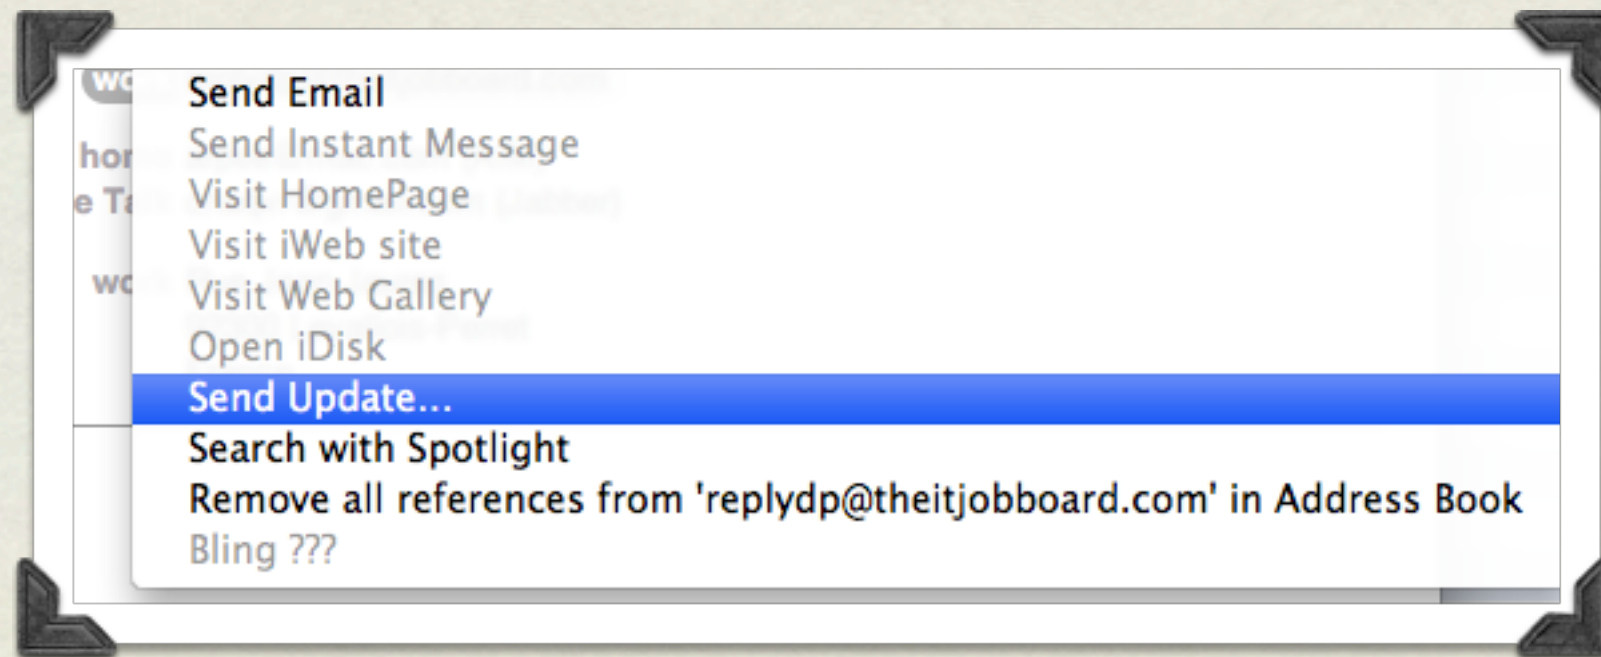 Send Email
Send Instant Message
Visit HomePage
Visit iWeb site
Visit Web Gallery
Open iDisk
Send Update...
Search with Spotlight
Remove all references from 'replydp@theitjobboard.com' in Address Book
Bling ???